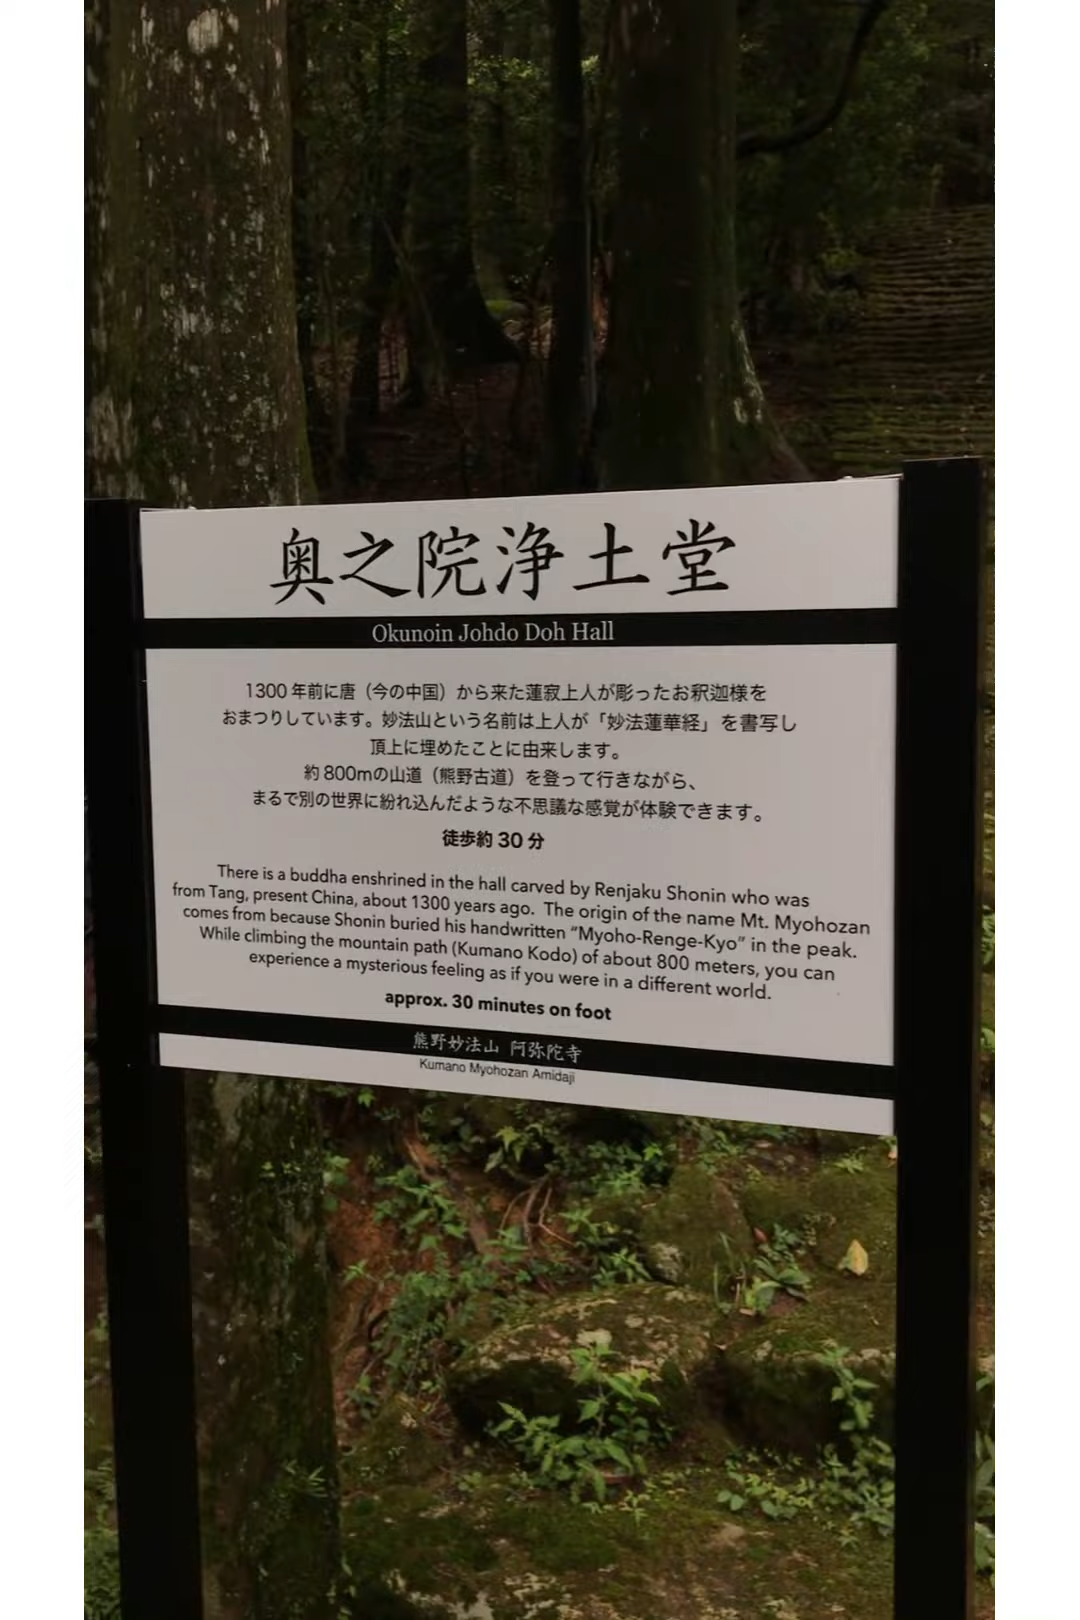 奥之院浄土堂
Okunoin Johdo Doh Hall
1300年前に唐（今の中国）から来た蓮寂上人が彫ったお釈迦様を
おまつりしています。妙法山という名前は上人が「妙法蓮華経」を書写し
頂上に埋めたことに由来します。
約800mの山道（熊野古道）を登って行きながら、
まるで別の世界に紛れ込んだような不思議な感覚が体験できます。
徒歩約30分
There is a buddha enshrined in the hall carved by Renjaku Shonin who was
from Tang, present China, about 1300 years ago. The origin of the name Mt. Myohozan
comes from because Shonin buried his handwritten “Myoho-Renge-Kyo” in the peak.
While climbing the mountain path (Kumano Kodo) of about 800 meters, you can
experience a mysterious feeling as if you were in a different world.
approx. 30 minutes on foot
熊野妙法山 阿弥陀寺
Kumano Myohozan Amidaji